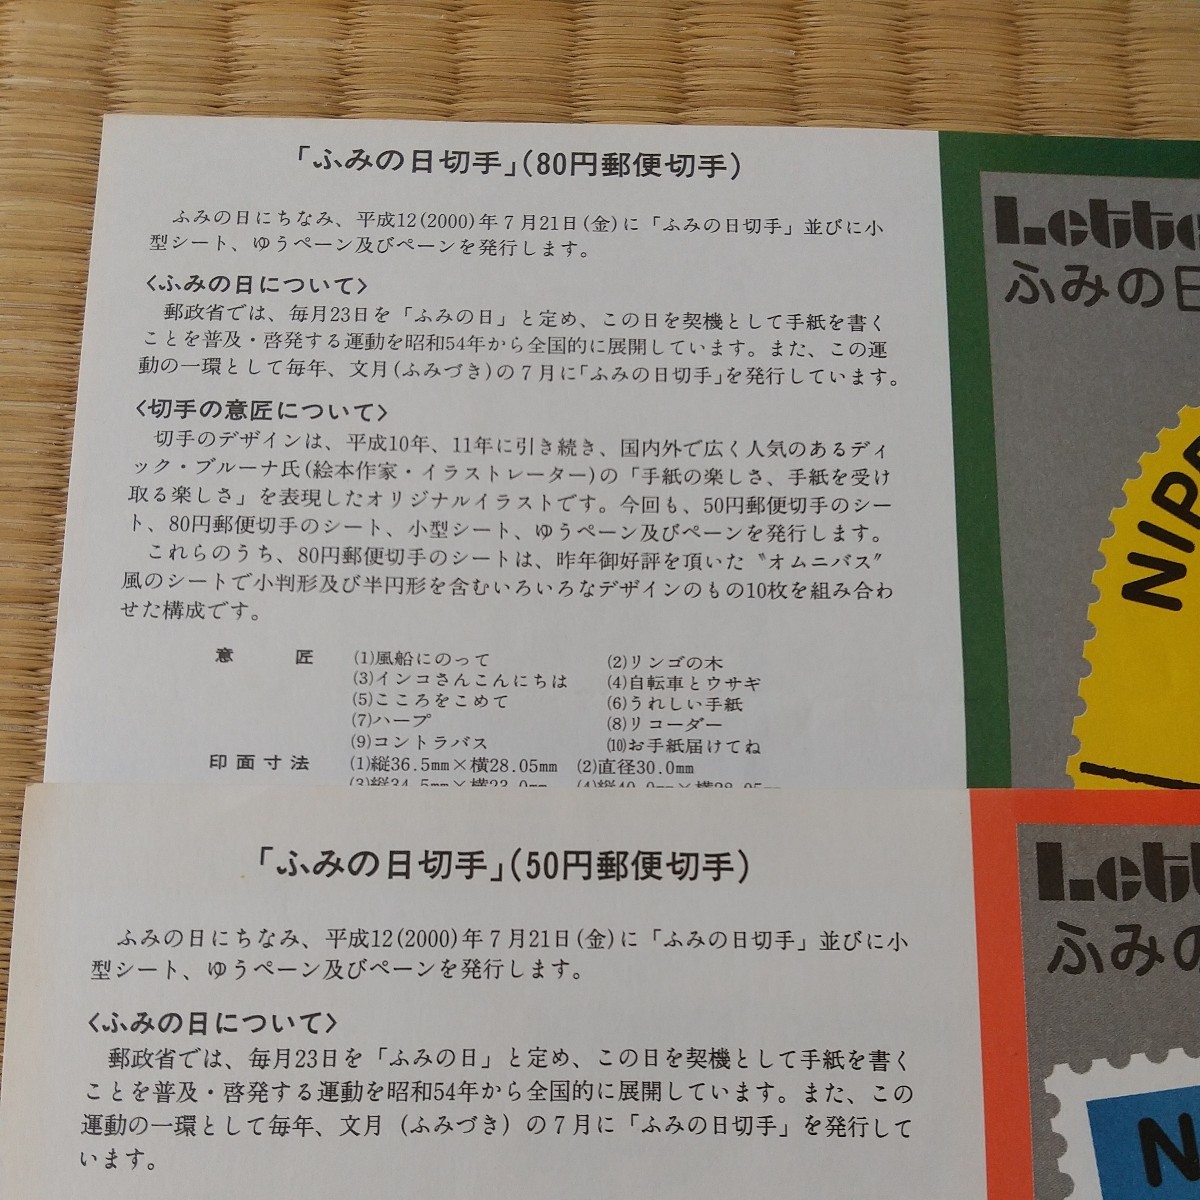 「ふみの日切手」(80円郵便切手)
ふみの日にちなみ、平成12(2000)年7月21日(金)に「ふみの日切手」並びに小
型シート、ゆうペーン及びペーンを発行します。
〈ふみの日について〉
郵政省では、毎月23日を「ふみの日」と定め、この日を契機として手紙を書く
ことを普及・啓発する運動を昭和54年から全国的に展開しています。また、この運
動の一環として毎年、文月(ふみづき)の7月に「ふみの日切手」を発行しています。
〈切手の意匠について〉
切手のデザインは、平成10年、11年に引き続き、国内外で広く人気のあるディ
ック・ブルーナ氏(絵本作家・イラストレーター)の「手紙の楽しさ、手紙を受け
取る楽しさ」を表現したオリジナルイラストです。今回も、50円郵便切手のシー
ト、80円郵便切手のシート、小型シート、ゆうペーン及びペーンを発行します。
これらのうち、80円郵便切手のシートは、昨年御好評を頂いた〝オムニバス〟
風のシートで小判形及び半円形を含むいろいろなデザインのもの10枚を組み合わ
せた構成です。
意匠 (1)風船にのって (2)リンゴの木
(3)インコさんこんにちは (4)自転車とウサギ
(5)こころをこめて (6)うれしい手紙
(7)ハープ (8)リコーダー
(9)コントラバス (10)お手紙届けてね
印面寸法 (1)縦36.5mm×横28.05mm (2)直径30.0mm
(3)縦34.5mm×横23.0mm (4)縦40.0mm×横28.05mm
Lette
ふみの日
NIPP
「ふみの日切手」(50円郵便切手)
ふみの日にちなみ、平成12(2000)年7月21日(金)に「ふみの日切手」並びに小
型シート、ゆうペーン及びペーンを発行します。
〈ふみの日について〉
郵政省では、毎月23日を「ふみの日」と定め、この日を契機として手紙を書く
ことを普及・啓発する運動を昭和54年から全国的に展開しています。また、この
運動の一環として毎年、文月(ふみづき)の7月に「ふみの日切手」を発行して
います。
Lett
ふみの
N